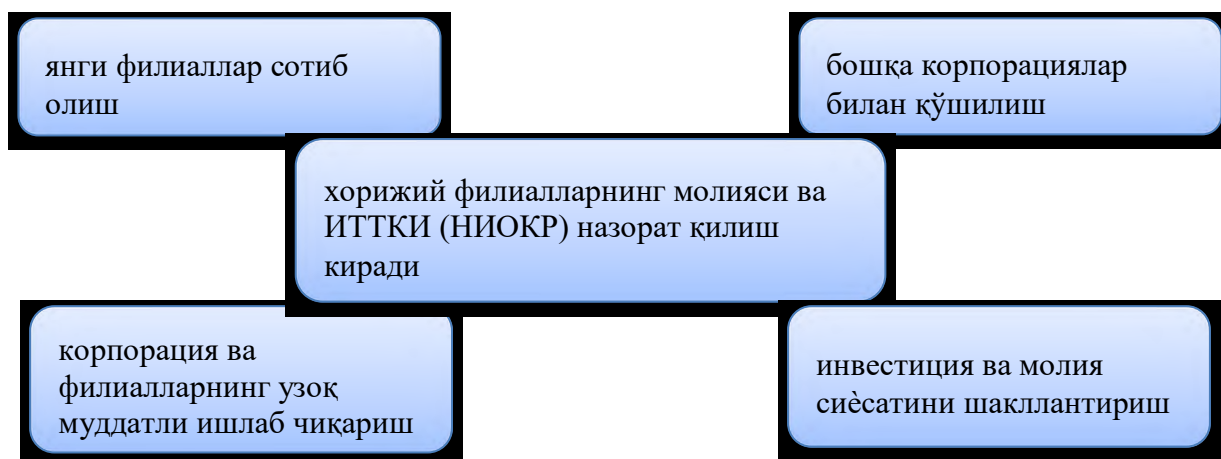 янги филиаллар сотиб
олиш
бошқа корпорациялар
билан қўшилиш
хорижий филиалларнинг молияси ва
ИТТКИ (НИОКР) назорат қилиш
киради
корпорация ва
филиалларнинг узоқ
муддатли ишлаб чиқариш
инвестиция ва молия
сиѐсатини шакллантириш